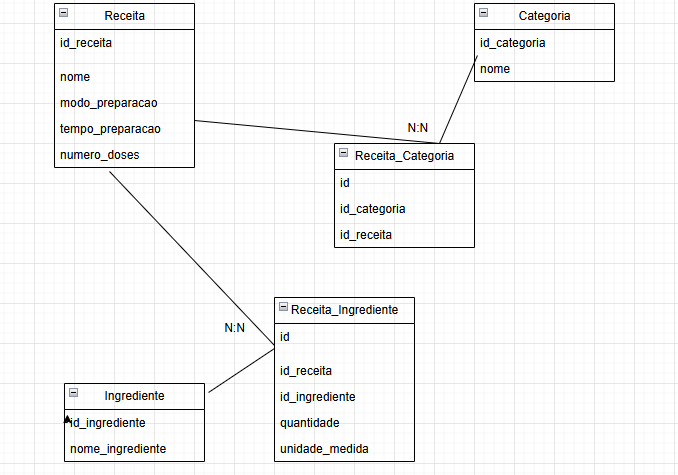 Receita
id_receita
nome
modo_preparacao
tempo_preparacao
numero_doses
Categoria
id_categoria
nome
N:N
Receita_Categoria
id
id_categoria
id_receita
N:N
Receita_Ingrediente
id
id_receita
id_ingrediente
quantidade
unidade_medida
Ingrediente
id_ingrediente
nome_ingrediente